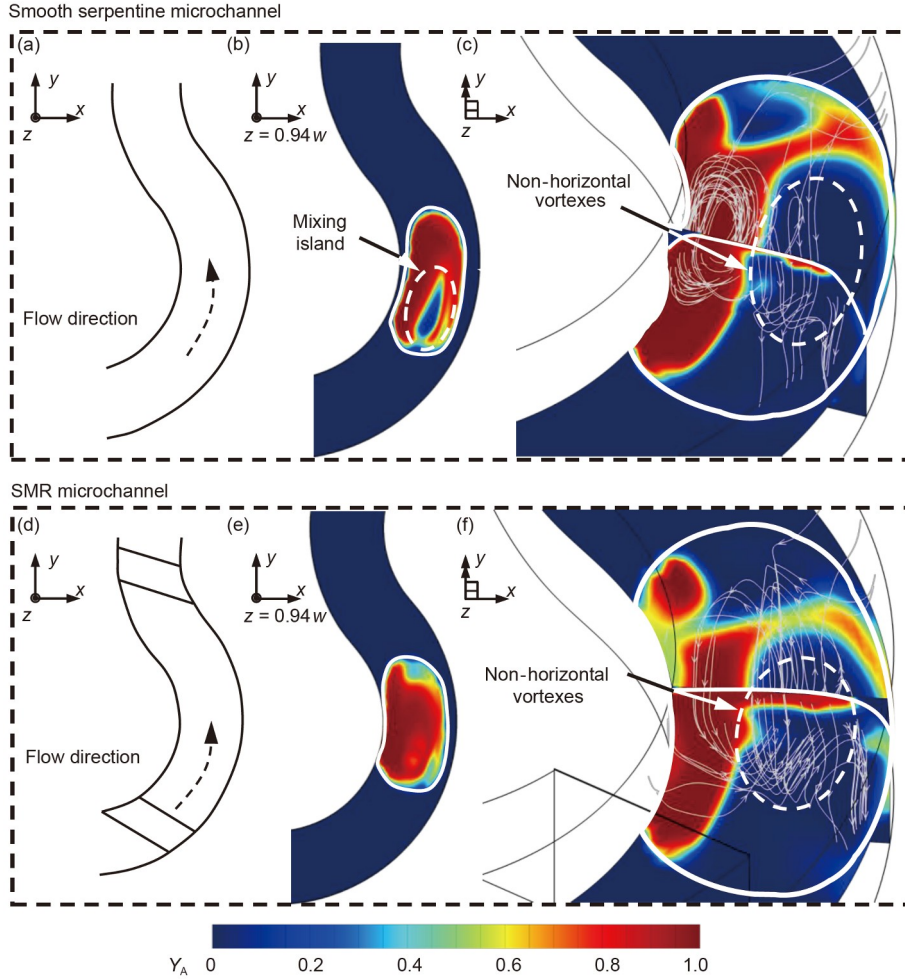 Smooth serpentine microchannel
(a)
y
x
z
Flow direction
(b)
y
x
z
z = 0.94w
Mixing
island
(c)
y
x
z
Non-horizontal
vortexes
SMR microchannel
(d)
y
x
z
Flow direction
(e)
y
x
z
z = 0.94w
(f)
y
x
z
Non-horizontal
vortexes
Y_A 0 0.2 0.4 0.6 0.8 1.0